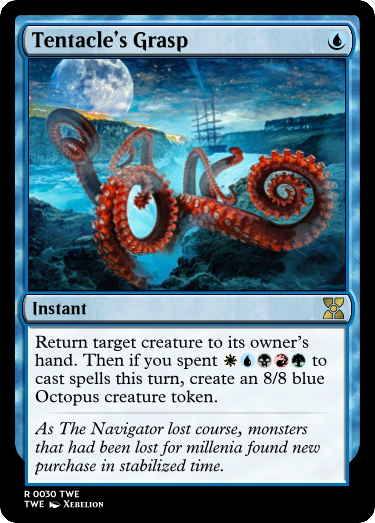 Tentacle's Grasp
Instant
Return target creature to its owner's
hand. Then if you spent to
cast spells this turn, create an 8/8 blue
Octopus creature token.
As The Navigator lost course, monsters
that had been lost for millenia found new
purchase in stabilized time.
R 0030 TWE
TWE Xebelion